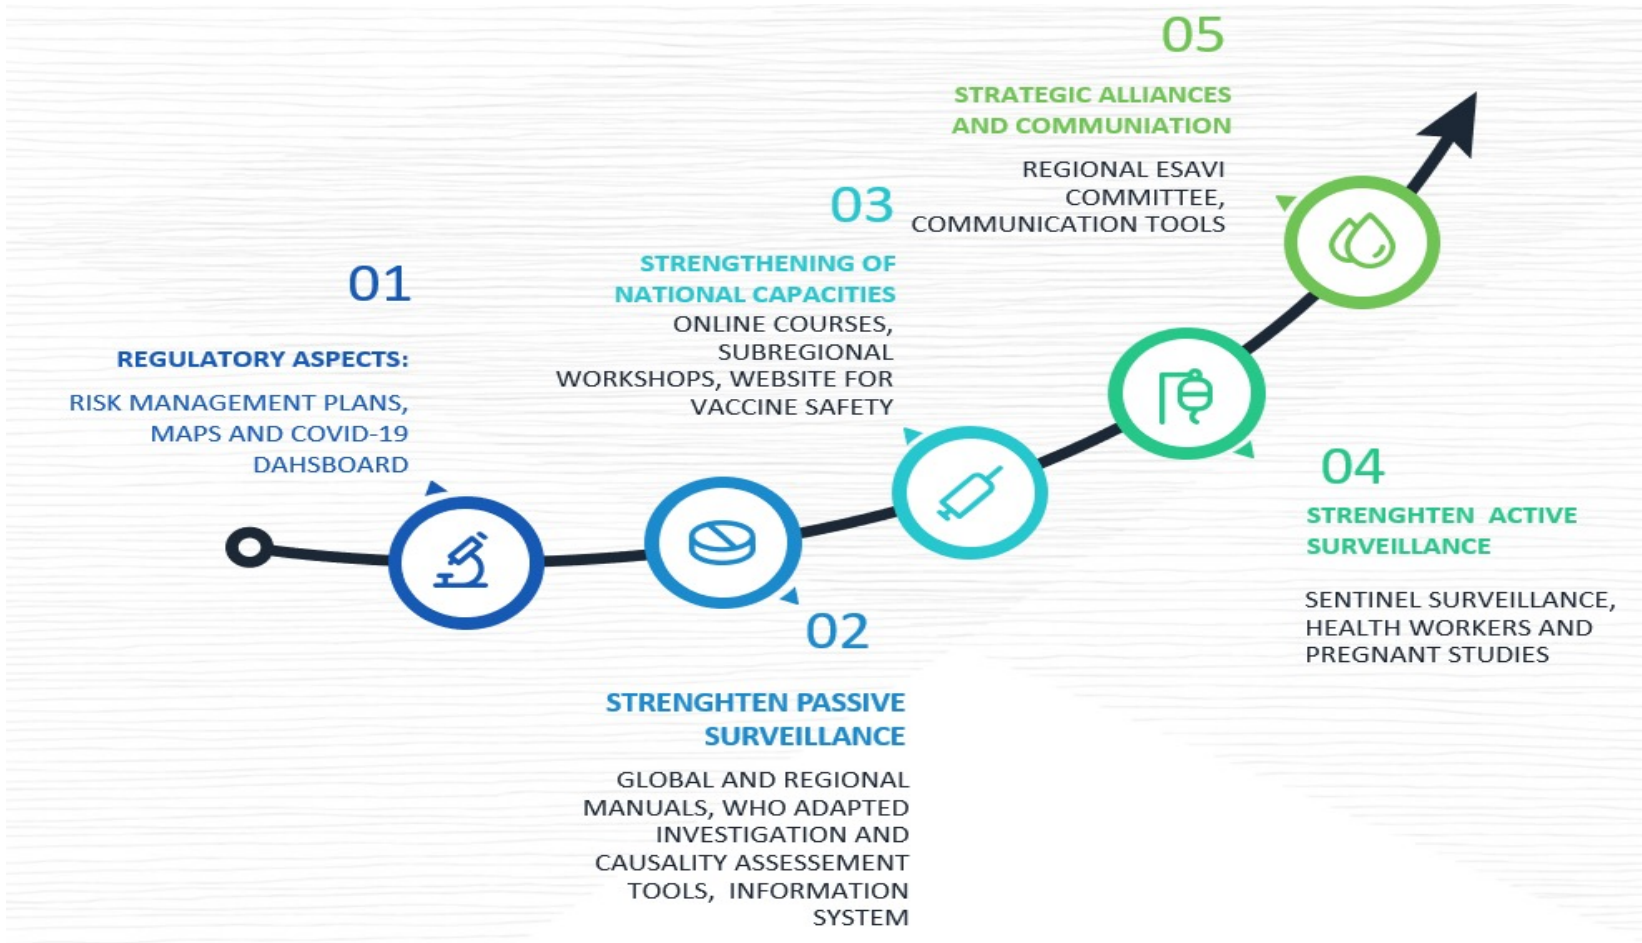 01
REGULATORY ASPECTS:
RISK MANAGEMENT PLANS,
MAPS AND COVID-19
DAHSBOARD
02
STRENGHTEN PASSIVE
SURVEILLANCE
GLOBAL AND REGIONAL
MANUALS, WHO ADAPTED
INVESTIGATION AND
CAUSALITY ASSESSEMENT
TOOLS, INFORMATION
SYSTEM
03
STRENGTHENING OF
NATIONAL CAPACITIES
ONLINE COURSES,
SUBREGIONAL
WORKSHOPS, WEBSITE FOR
VACCINE SAFETY
04
STRENGHTEN ACTIVE
SURVEILLANCE
SENTINEL SURVEILLANCE,
HEALTH WORKERS AND
PREGNANT STUDIES
05
STRATEGIC ALLIANCES
AND COMMUNIATION
REGIONAL ESAVI
COMMITTEE,
COMMUNICATION TOOLS